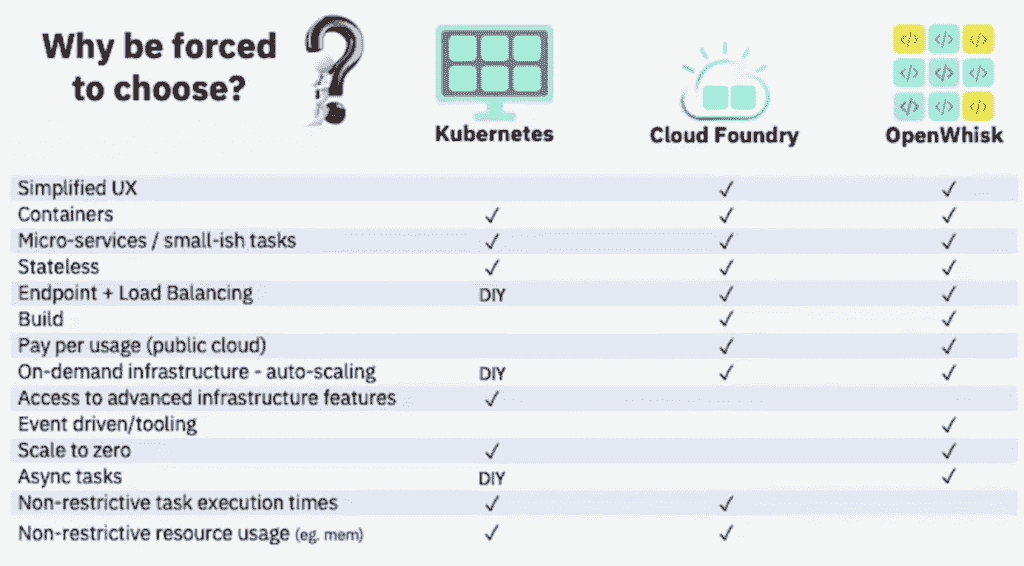 Why be forced
to choose?
Kubernetes
Cloud Foundry
</> </> </>
</> </> </>
</> </> </>
OpenWhisk
Simplified UX ✓ ✓
Containers ✓ ✓ ✓
Micro-services / small-ish tasks ✓ ✓ ✓
Stateless ✓ ✓ ✓
Endpoint + Load Balancing DIY ✓ ✓
Build ✓ ✓
Pay per usage (public cloud) ✓ ✓
On-demand infrastructure - auto-scaling DIY ✓ ✓
Access to advanced infrastructure features ✓
Event driven/tooling ✓
Scale to zero ✓ ✓
Async tasks DIY ✓
Non-restrictive task execution times ✓ ✓
Non-restrictive resource usage (eg. mem) ✓ ✓